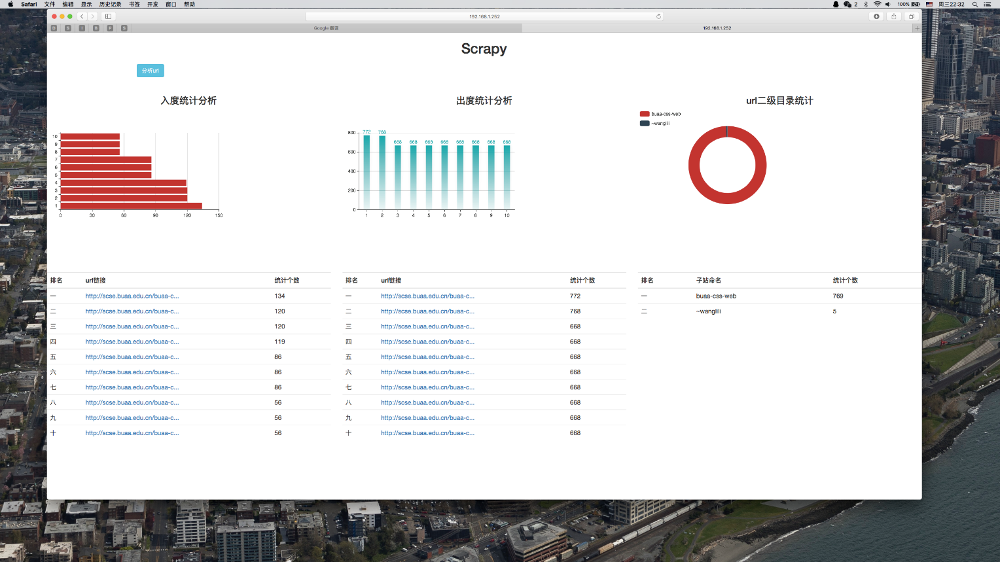 Safari 文件 编辑 显示 历史记录 书签 开发 窗口 帮助 2 100% 周三22:32
192.168.1.252
D S I B P S Google 翻译 192.168.1.252 +
Scrapy
分析url
入度统计分析
10
9
8
7
6
5
4
3
2
1
0 30 60 90 120 150
出度统计分析
772 768 668 668 668 668 668 668 668 668
800
600
400
200
0
1 2 3 4 5 6 7 8 9 10
url二级目录统计
buaa-css-web
~wanglili
排名 url链接 统计个数
一 http://scse.buaa.edu.cn/buaa-c... 134
二 http://scse.buaa.edu.cn/buaa-c... 120
三 http://scse.buaa.edu.cn/buaa-c... 120
四 http://scse.buaa.edu.cn/buaa-c... 119
五 http://scse.buaa.edu.cn/buaa-c... 86
六 http://scse.buaa.edu.cn/buaa-c... 86
七 http://scse.buaa.edu.cn/buaa-c... 86
八 http://scse.buaa.edu.cn/buaa-c... 56
九 http://scse.buaa.edu.cn/buaa-c... 56
十 http://scse.buaa.edu.cn/buaa-c... 56
排名 url链接 统计个数
一 http://scse.buaa.edu.cn/buaa-c... 772
二 http://scse.buaa.edu.cn/buaa-c... 768
三 http://scse.buaa.edu.cn/buaa-c... 668
四 http://scse.buaa.edu.cn/buaa-c... 668
五 http://scse.buaa.edu.cn/buaa-c... 668
六 http://scse.buaa.edu.cn/buaa-c... 668
七 http://scse.buaa.edu.cn/buaa-c... 668
八 http://scse.buaa.edu.cn/buaa-c... 668
九 http://scse.buaa.edu.cn/buaa-c... 668
十 http://scse.buaa.edu.cn/buaa-c... 668
排名 子站命名 统计个数
一 buaa-css-web 769
二 ~wanglili 5